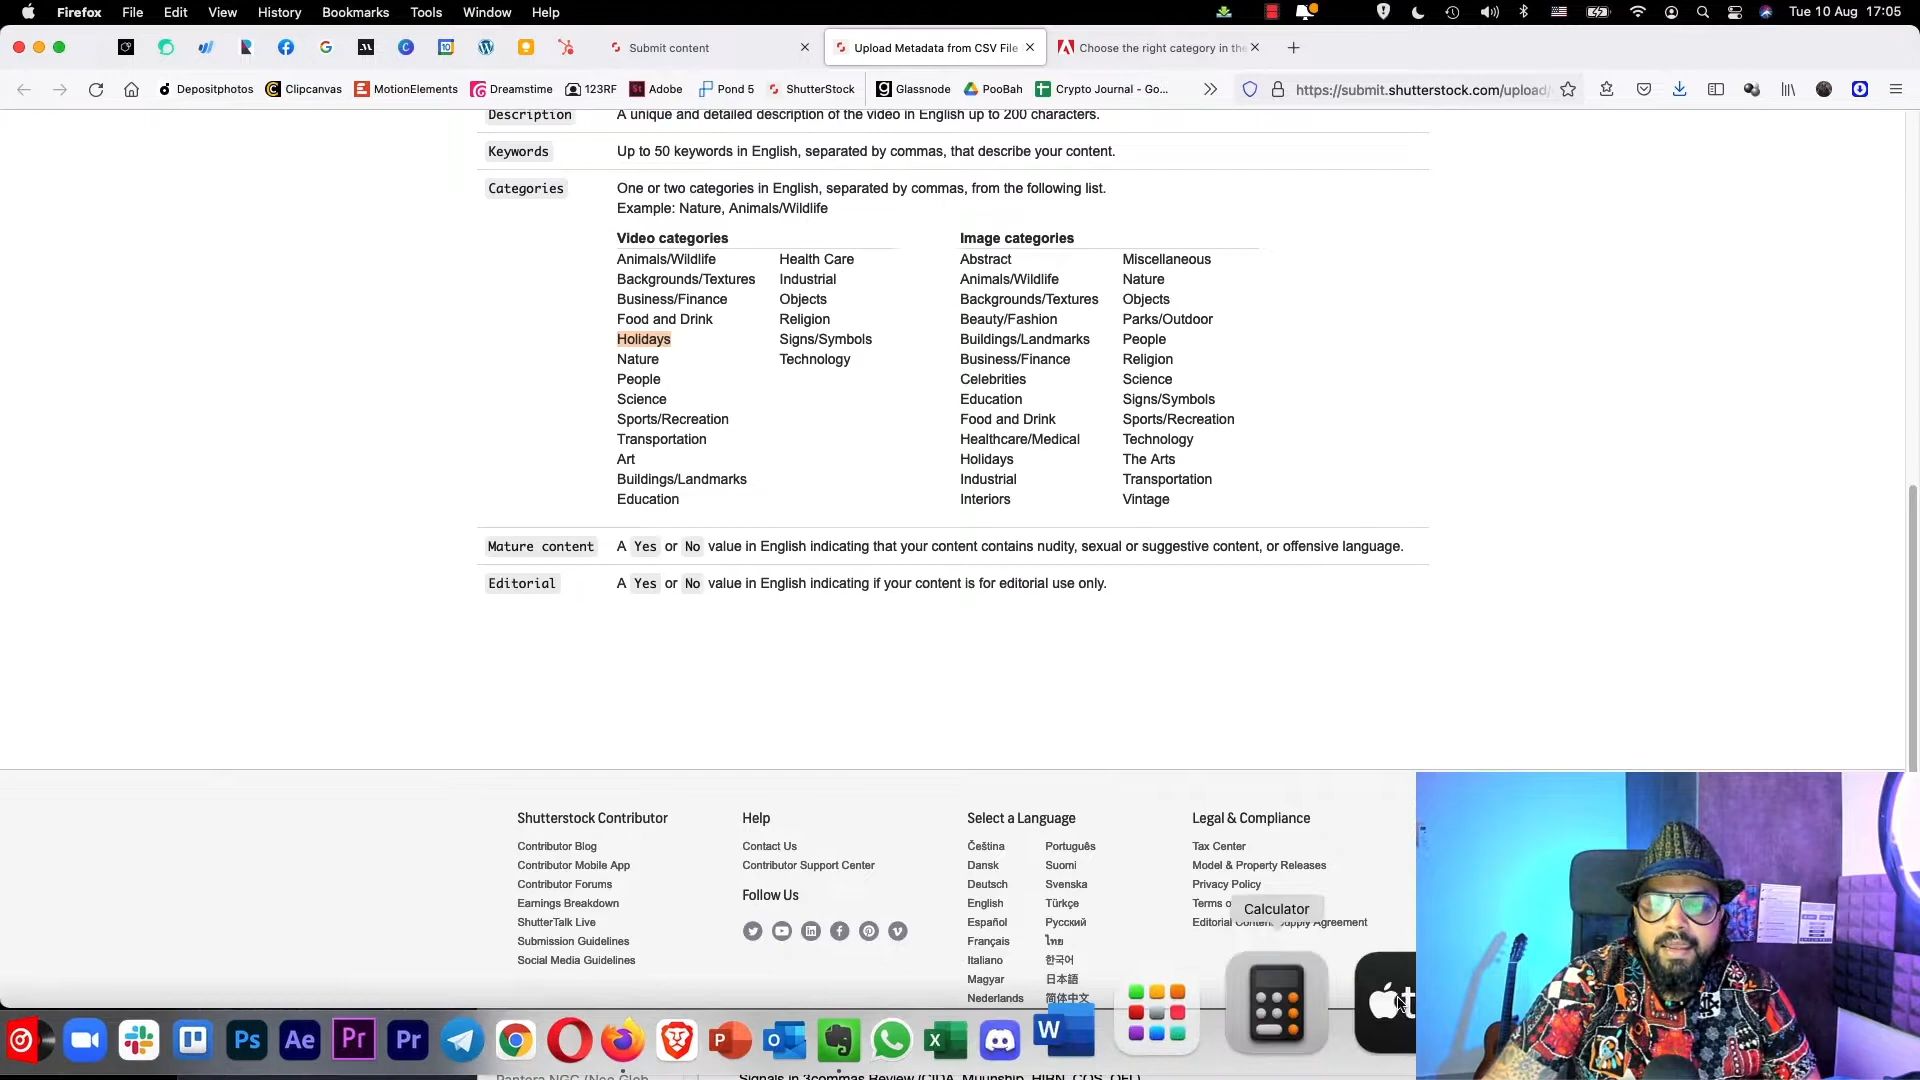 Firefox File Edit View History Bookmarks Tools Window Help Tue 10 Aug 17:05
Submit content
Upload Metadata from CSV File
Choose the right category in the
Depositphotos Clipcanvas MotionElements Dreamstime 123RF Adobe Pond 5 ShutterStock Glassnode PooBah Crypto Journal - Go... https://submit.shutterstock.com/upload/
Description A unique and detailed description of the video in English up to 200 characters.
Keywords Up to 50 keywords in English, separated by commas, that describe your content.
Categories One or two categories in English, separated by commas, from the following list.
Example: Nature, Animals/Wildlife
Video categories
Animals/Wildlife Health Care
Backgrounds/Textures Industrial
Business/Finance Objects
Food and Drink Religion
Holidays Signs/Symbols
Nature Technology
People
Science
Sports/Recreation
Transportation
Art
Buildings/Landmarks
Education
Image categories
Abstract Miscellaneous
Animals/Wildlife Nature
Backgrounds/Textures Objects
Beauty/Fashion Parks/Outdoor
Buildings/Landmarks People
Business/Finance Religion
Celebrities Science
Education Signs/Symbols
Food and Drink Sports/Recreation
Healthcare/Medical Technology
Holidays The Arts
Industrial Transportation
Interiors Vintage
Mature content A Yes or No value in English indicating that your content contains nudity, sexual or suggestive content, or offensive language.
Editorial A Yes or No value in English indicating if your content is for editorial use only.
Shutterstock Contributor
Contributor Blog
Contributor Mobile App
Contributor Forums
Earnings Breakdown
ShutterTalk Live
Submission Guidelines
Social Media Guidelines
Help
Contact Us
Contributor Support Center
Follow Us
Select a Language
Čeština Português
Dansk Suomi
Deutsch Svenska
English Türkçe
Español Русский
Français ไทย
Italiano 한국어
Magyar 日本語
Nederlands 简体中文
Legal & Compliance
Tax Center
Model & Property Releases
Privacy Policy
Terms o
Editorial Content Supply Agreement
Calculator